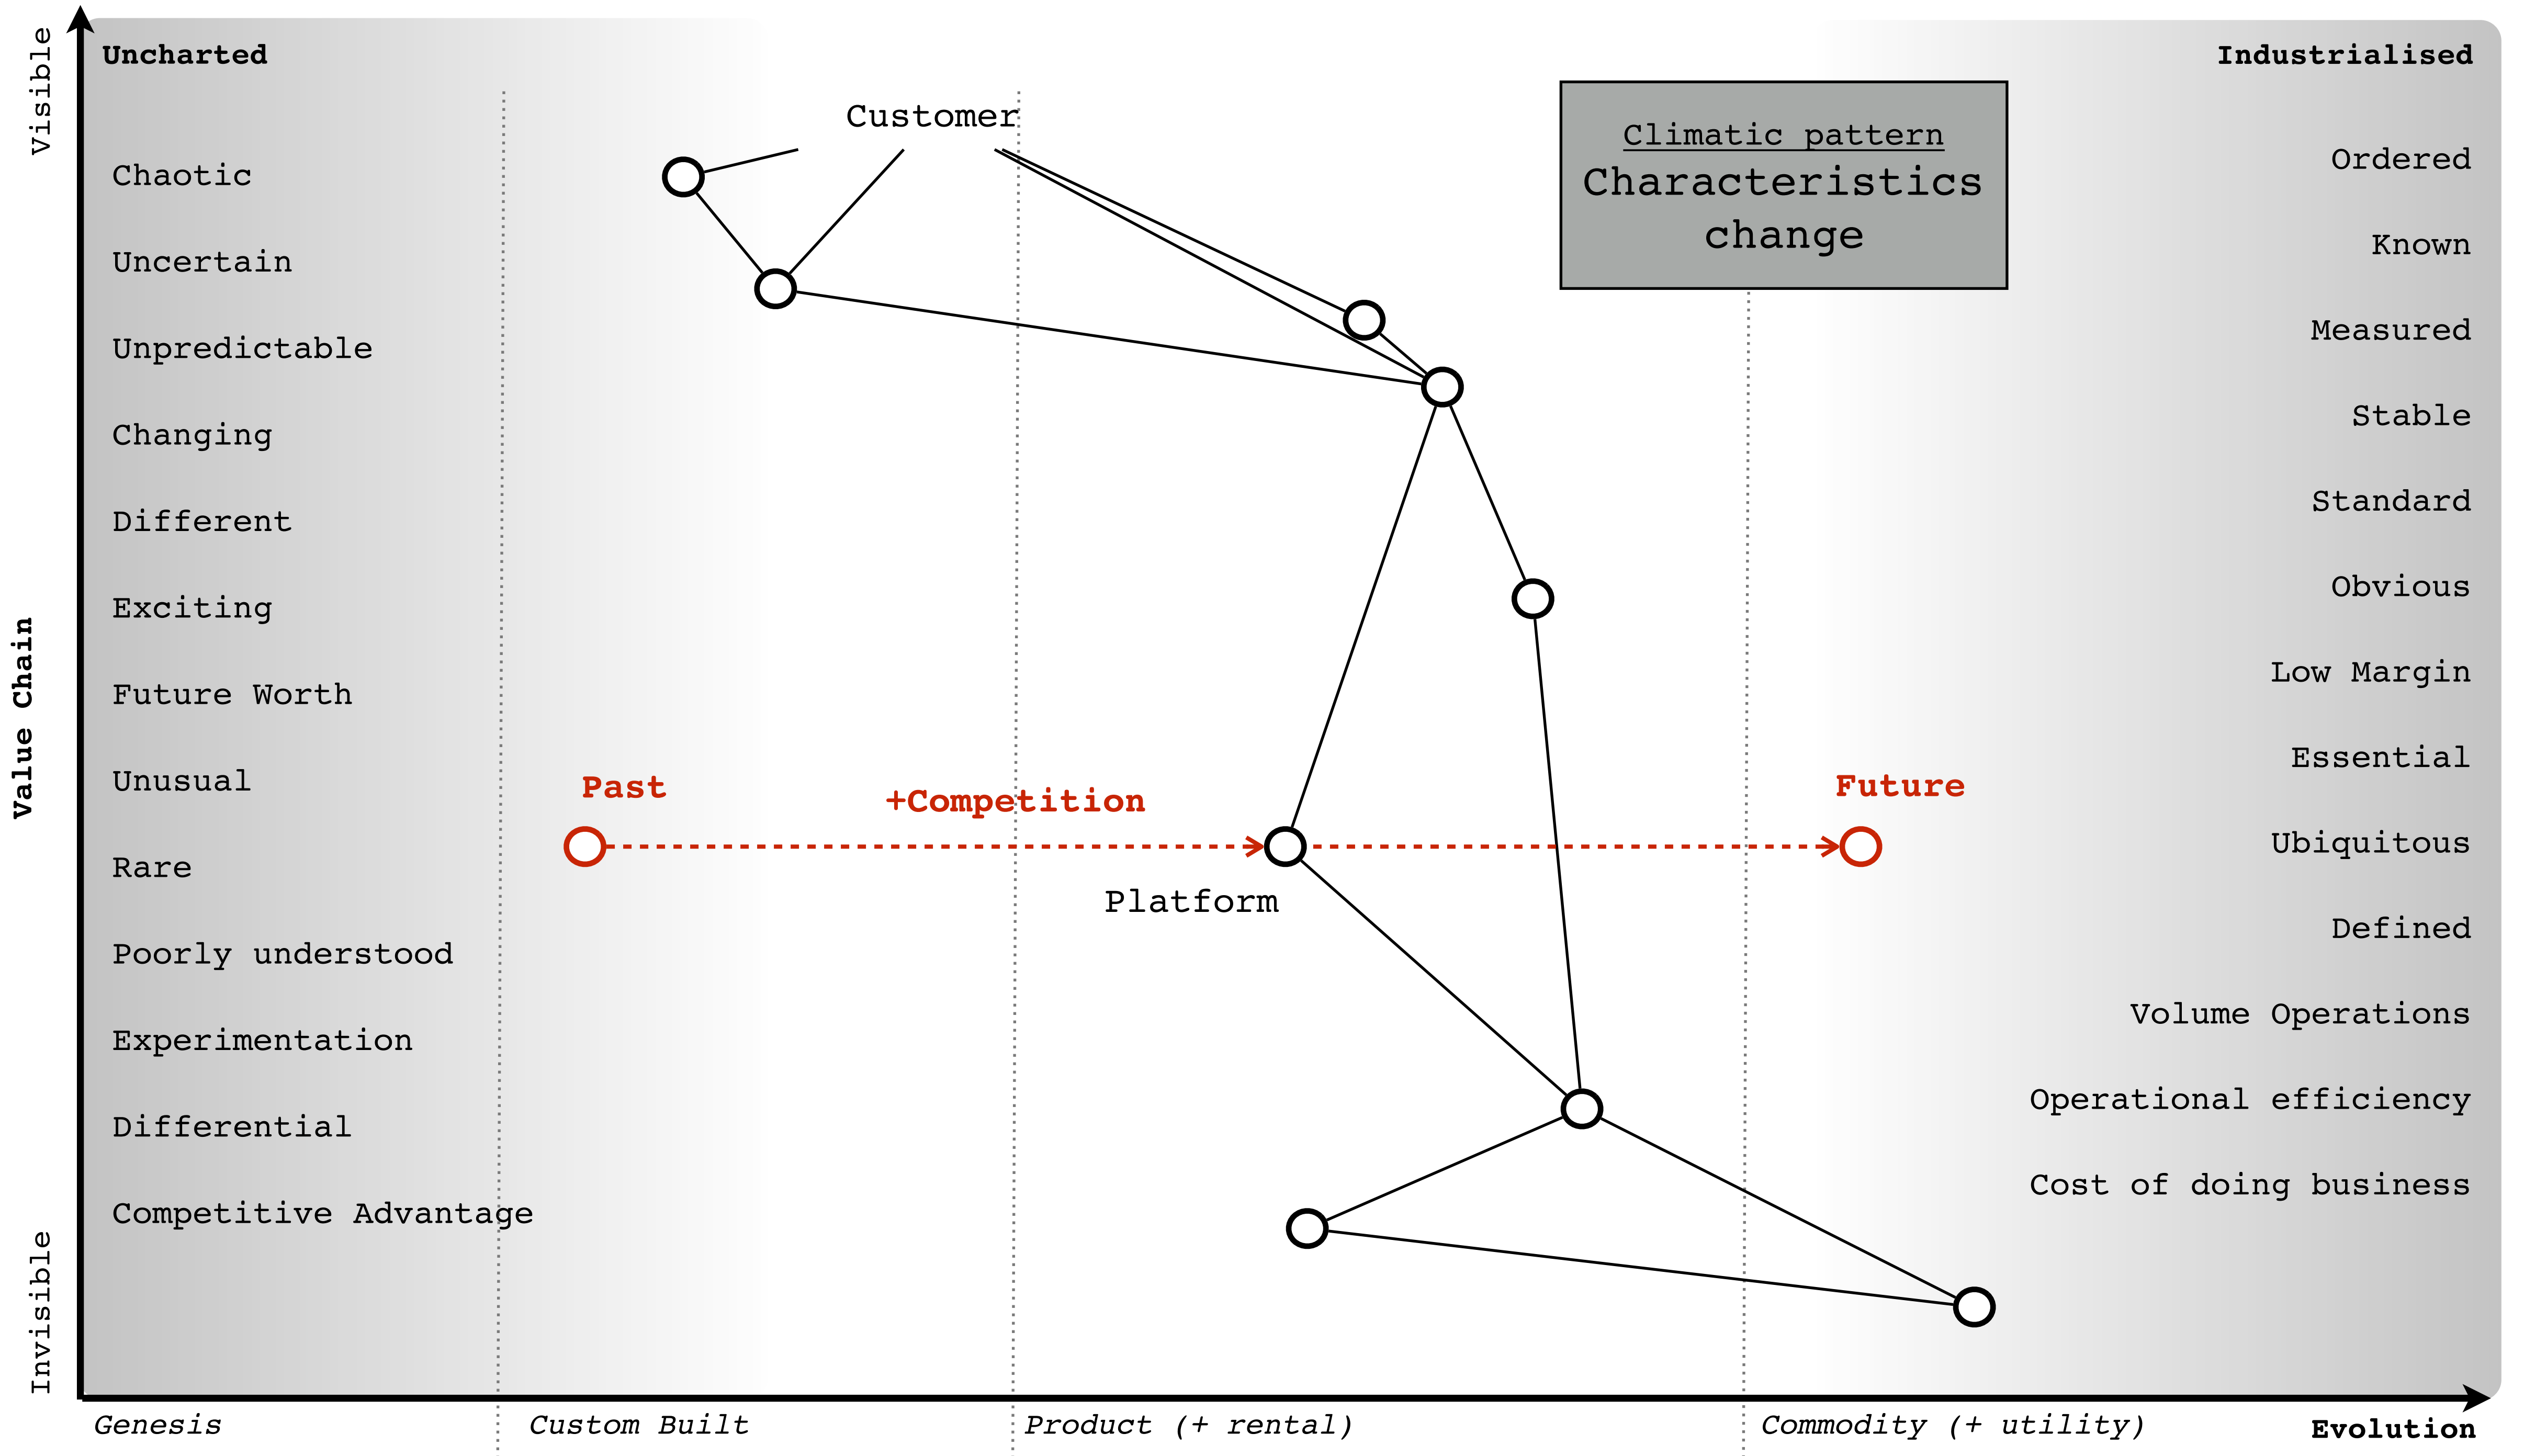 Visible
Uncharted
Industrialised
Customer
Climatic pattern
Characteristics
change
Chaotic
Uncertain
Unpredictable
Changing
Different
Exciting
Future Worth
Unusual
Rare
Poorly understood
Experimentation
Differential
Competitive Advantage
Ordered
Known
Measured
Stable
Standard
Obvious
Low Margin
Essential
Ubiquitous
Defined
Volume Operations
Operational efficiency
Cost of doing business
Value Chain
Past
+Competition
Future
Platform
Invisible
Genesis
Custom Built
Product (+ rental)
Commodity (+ utility)
Evolution